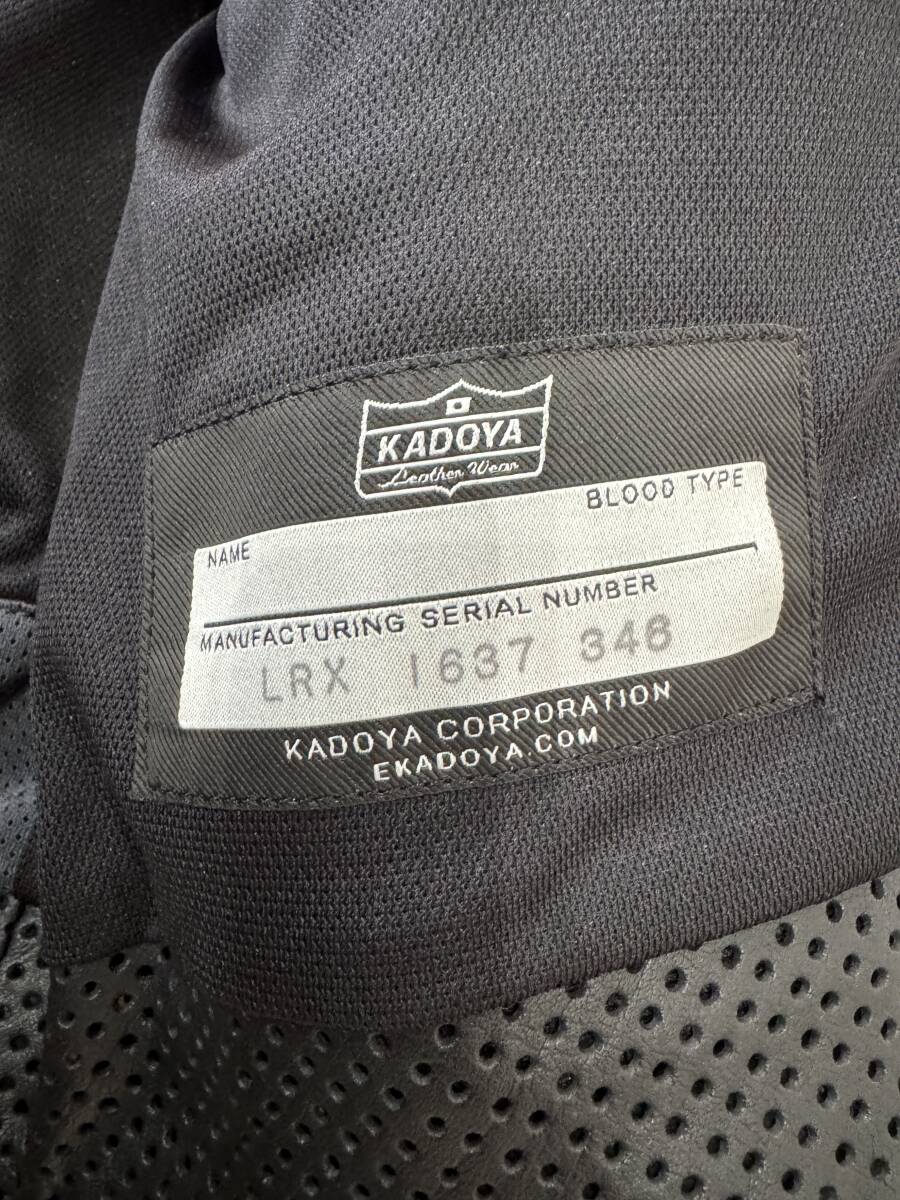 KADOYA
Leather Wear
BLOOD TYPE
NAME
MANUFACTURING SERIAL NUMBER
LRX 1637 346
KADOYA CORPORATION
EKADOYA.COM